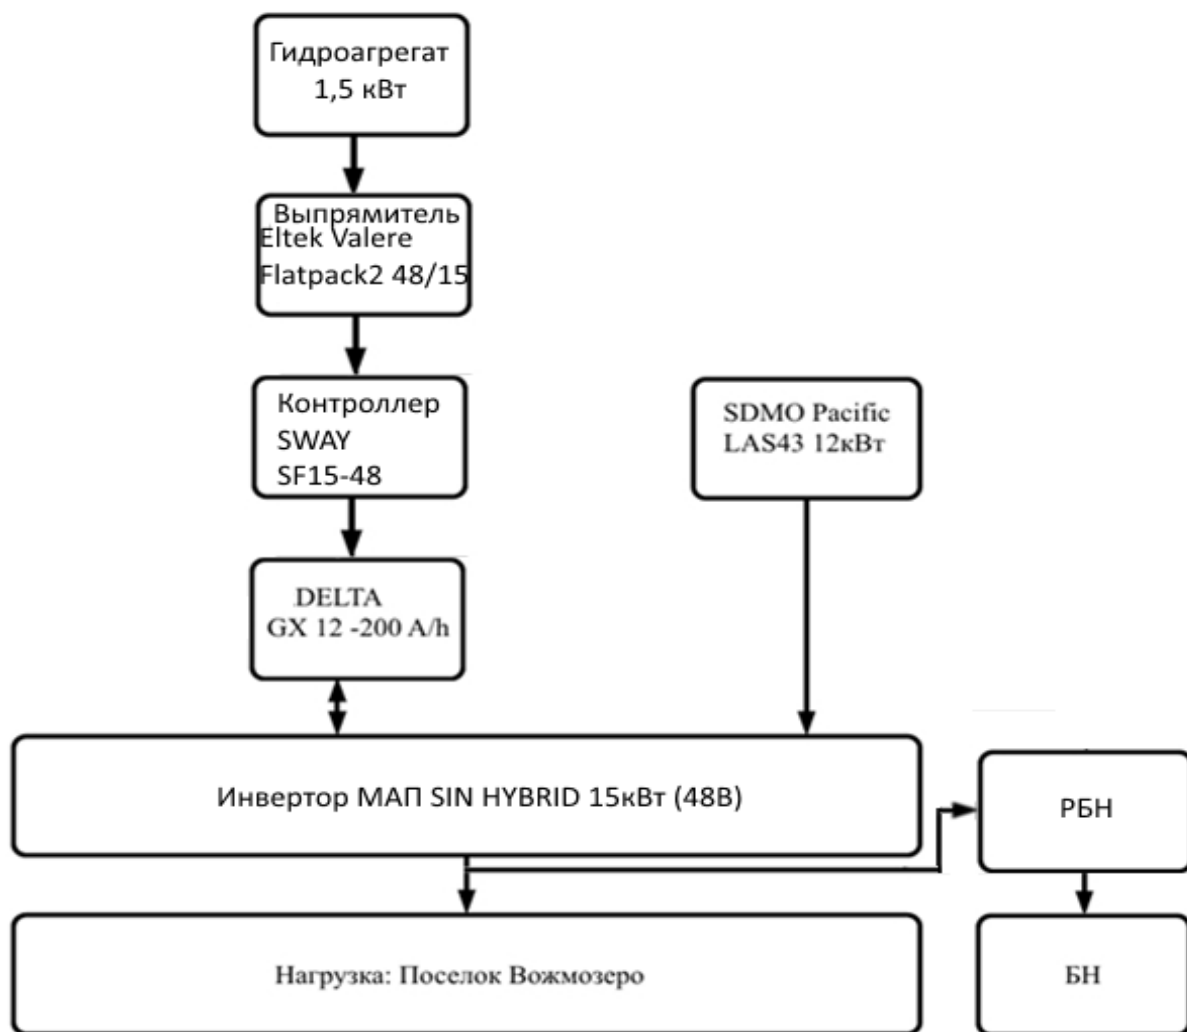 Гидроагрегат
1,5 кВт
Выпрямитель
Eltek Valere
Flatpack2 48/15
Контроллер
SWAY
SF15-48
SDMO Pacific
LAS43 12кВт
DELTA
GX 12 -200 A/h
Инвертор МАП SIN HYBRID 15кВт (48В)
РБН
Нагрузка: Поселок Вожмозеро
БН